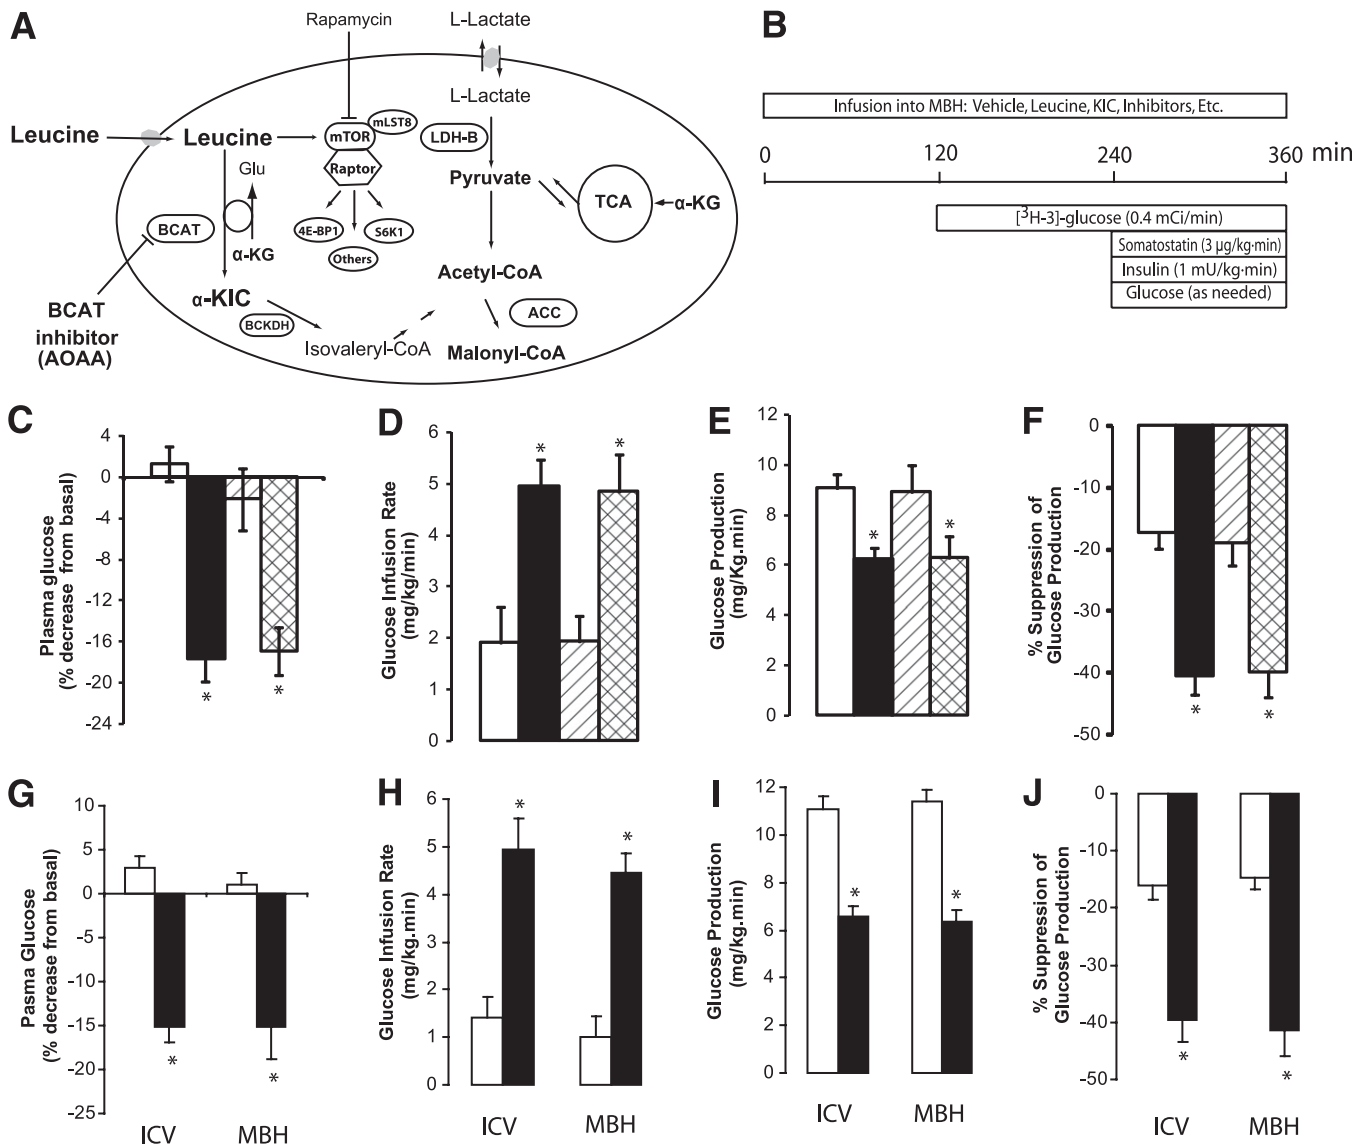 A
Rapamycin
L-Lactate
L-Lactate
Leucine
Leucine
mTOR
mLST8
Raptor
LDH-B
Glu
Pyruvate
TCA
α-KG
BCAT
α-KG
4E-BP1
S6K1
Others
Acetyl-CoA
α-KIC
BCKDH
ACC
BCAT
inhibitor
(AOAA)
Isovaleryl-CoA
Malonyl-CoA
B
Infusion into MBH: Vehicle, Leucine, KIC, Inhibitors, Etc.
0 120 240 360 min
[³H-3]-glucose (0.4 mCi/min)
Somatostatin (3 µg/kg·min)
Insulin (1 mU/kg·min)
Glucose (as needed)
C
Plasma glucose
(% decrease from basal)
4
0
-4
-8
-12
-16
-20
-24
* *
D
Glucose Infusion Rate
(mg/kg/min)
6
5
4
3
2
1
0
* *
E
Glucose Production
(mg/Kg.min)
12
10
8
6
4
2
0
* *
F
% Suppression of
Glucose Production
0
-10
-20
-30
-40
-50
* *
G
Pasma Glucose
(% decrease from basal)
10
5
0
-5
-10
-15
-20
-25
* *
ICV MBH
H
Glucose Infusion Rate
(mg/kg.min)
6
5
4
3
2
1
0
* *
ICV MBH
I
Glucose Production
(mg/kg.min)
12
10
8
6
4
2
0
* *
ICV MBH
J
% Suppression of
Glucose Production
0
-10
-20
-30
-40
-50
* *
ICV MBH